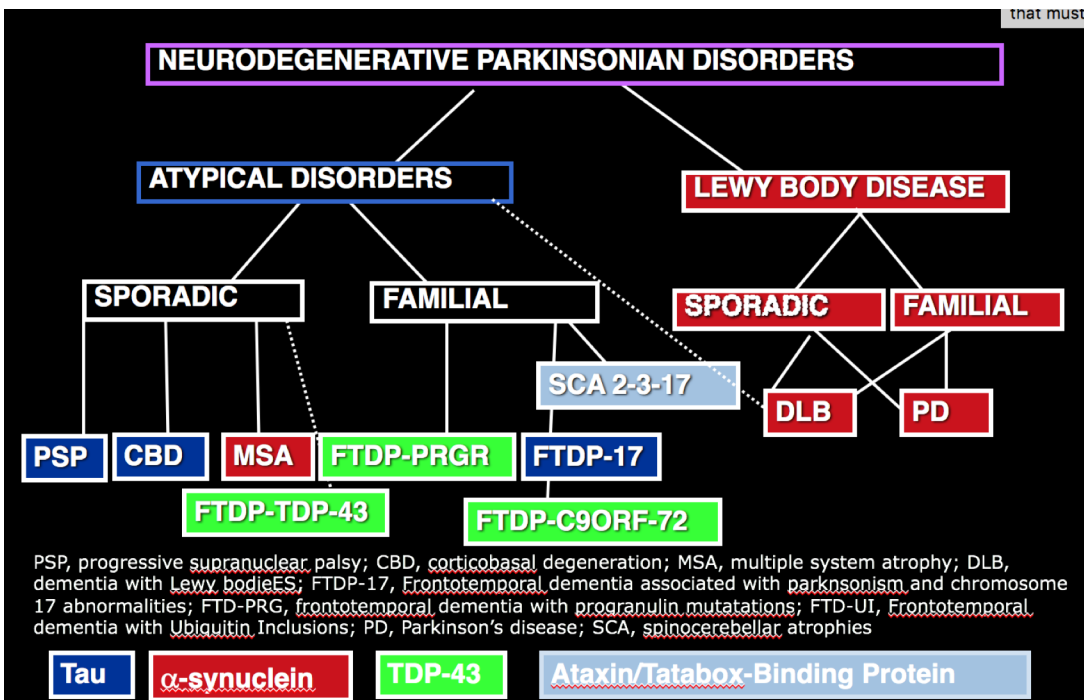 that must
NEURODEGENERATIVE PARKINSONIAN DISORDERS
ATYPICAL DISORDERS
LEWY BODY DISEASE
SPORADIC
FAMILIAL
SPORADIC
FAMILIAL
SCA 2-3-17
DLB
PD
PSP
CBD
MSA
FTDP-PRGR
FTDP-17
FTDP-TDP-43
FTDP-C9ORF-72
PSP, progressive supranuclear palsy; CBD, corticobasal degeneration; MSA, multiple system atrophy; DLB,
dementia with Lewy bodieES; FTDP-17, Frontotemporal dementia associated with parknsonism and chromosome
17 abnormalities; FTD-PRG, frontotemporal dementia with progranulin mutatations; FTD-UI, Frontotemporal
dementia with Ubiquitin Inclusions; PD, Parkinson’s disease; SCA, spinocerebellar atrophies
Tau
α-synuclein
TDP-43
Ataxin/Tatabox-Binding Protein